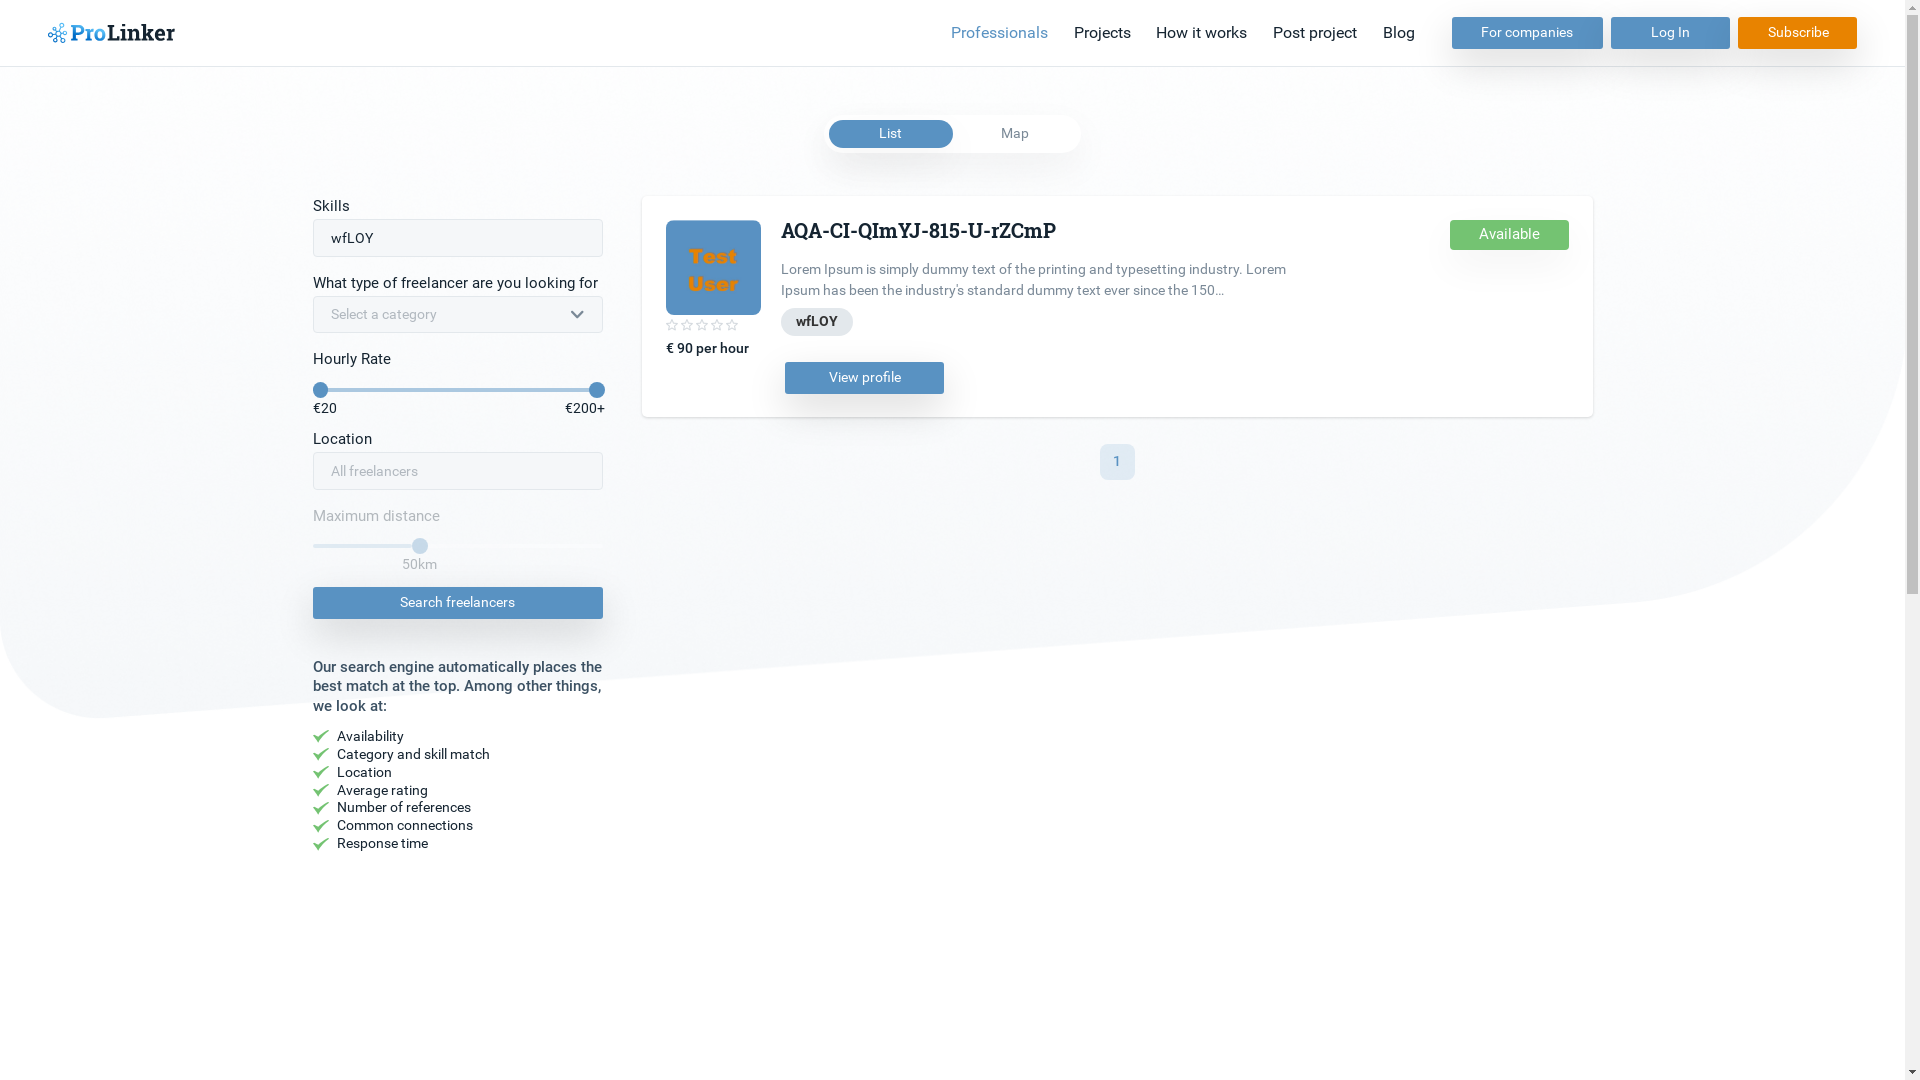 ProLinker
Professionals
Projects
How it works
Post project
Blog
For companies
Log In
Subscribe
List
Map
Skills
wfLOY
What type of freelancer are you looking for
Select a category
Hourly Rate
€20
€200+
Location
All freelancers
Maximum distance
50km
Search freelancers
Our search engine automatically places the
best match at the top. Among other things,
we look at:
Availability
Category and skill match
Location
Average rating
Number of references
Common connections
Response time
Test
User
€ 90 per hour
AQA-CI-QImYJ-815-U-rZCmP
Lorem Ipsum is simply dummy text of the printing and typesetting industry. Lorem
Ipsum has been the industry's standard dummy text ever since the 150...
wfLOY
View profile
Available
1